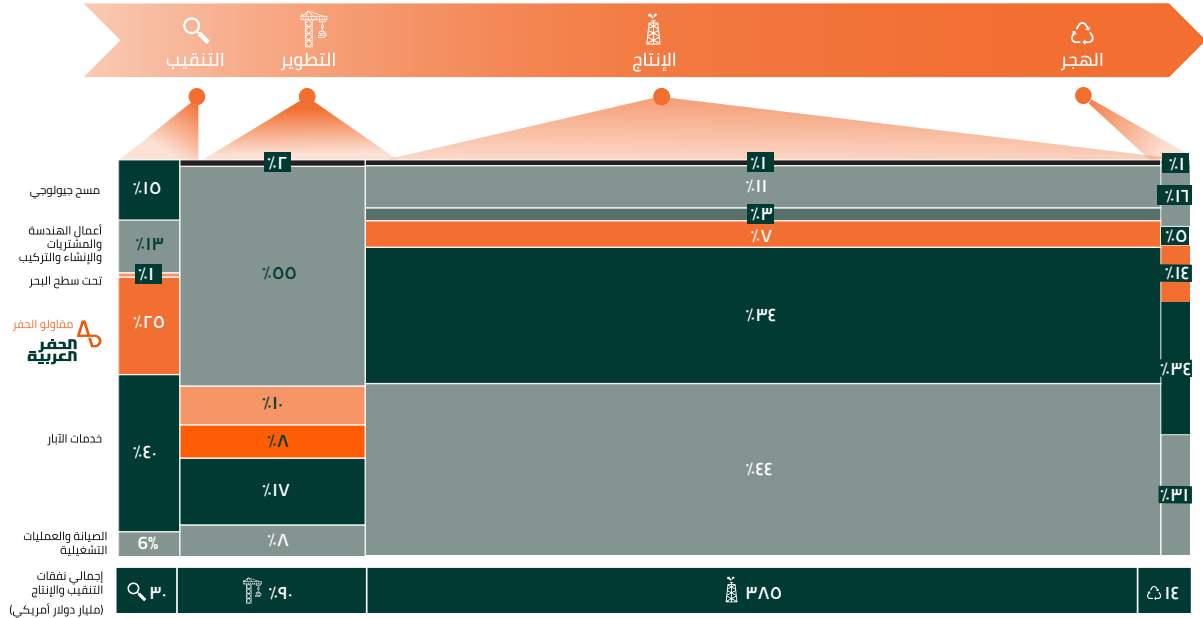 التنقيب
التطوير
الإنتاج
الهجر
مسح جيولوجي
٪١٥
٪٢
٪١
٪١
أعمال الهندسة
والمشتريات
والإنشاء والتركيب
٪١٣
٪٥٥
٪١١
٪١٦
تحت سطح البحر
٪١
٪١٠
٪٣
٪٥
مقاولو الحفر
الحفر
العربية
٪٢٥
٪٨
٪٧
٪١٤
خدمات الآبار
٪٤٠
٪١٧
٪٣٤
٪٣٤
الصيانة والعمليات
التشغيلية
6%
٪٨
٪٤٤
٪٣١
إجمالي نفقات
التنقيب والإنتاج
(مليار دولار أمريكي)
٣٠
٪٩٠
٣٨٥
١٤